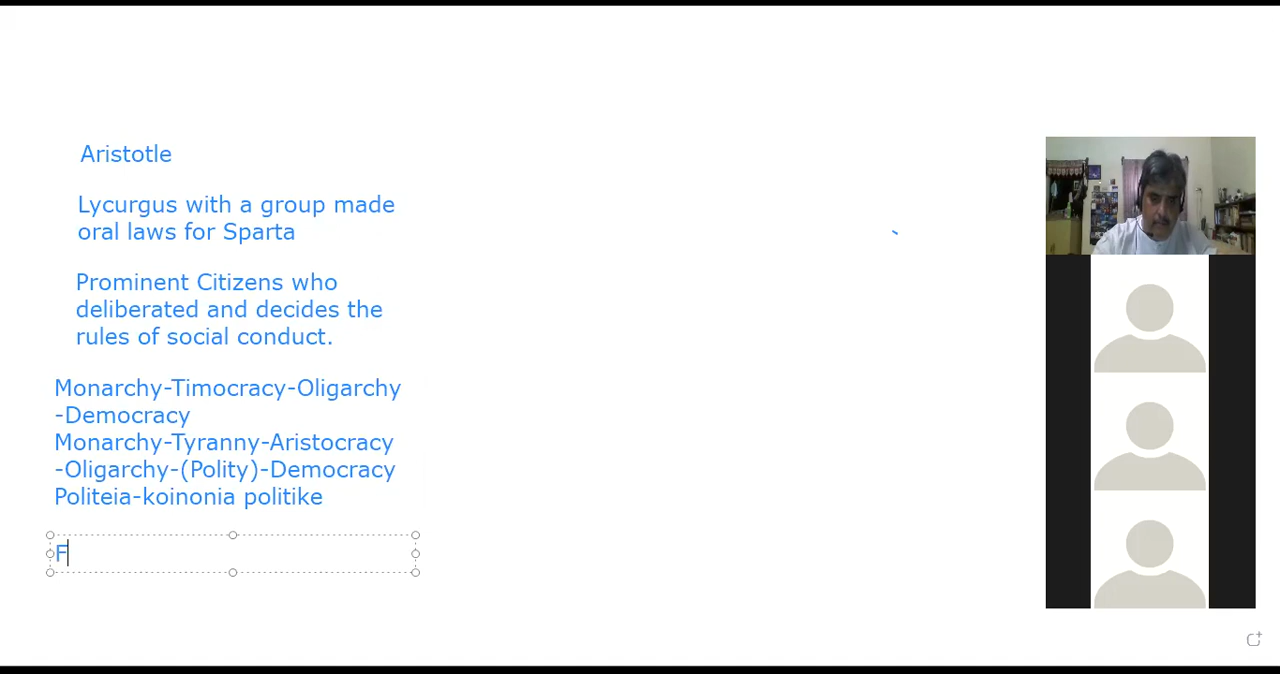 Aristotle
Lycurgus with a group made
oral laws for Sparta
Prominent Citizens who
deliberated and decides the
rules of social conduct.
Monarchy-Timocracy-Oligarchy
-Democracy
Monarchy-Tyranny-Aristocracy
-Oligarchy-(Polity)-Democracy
Politeia-koinonia politike
F